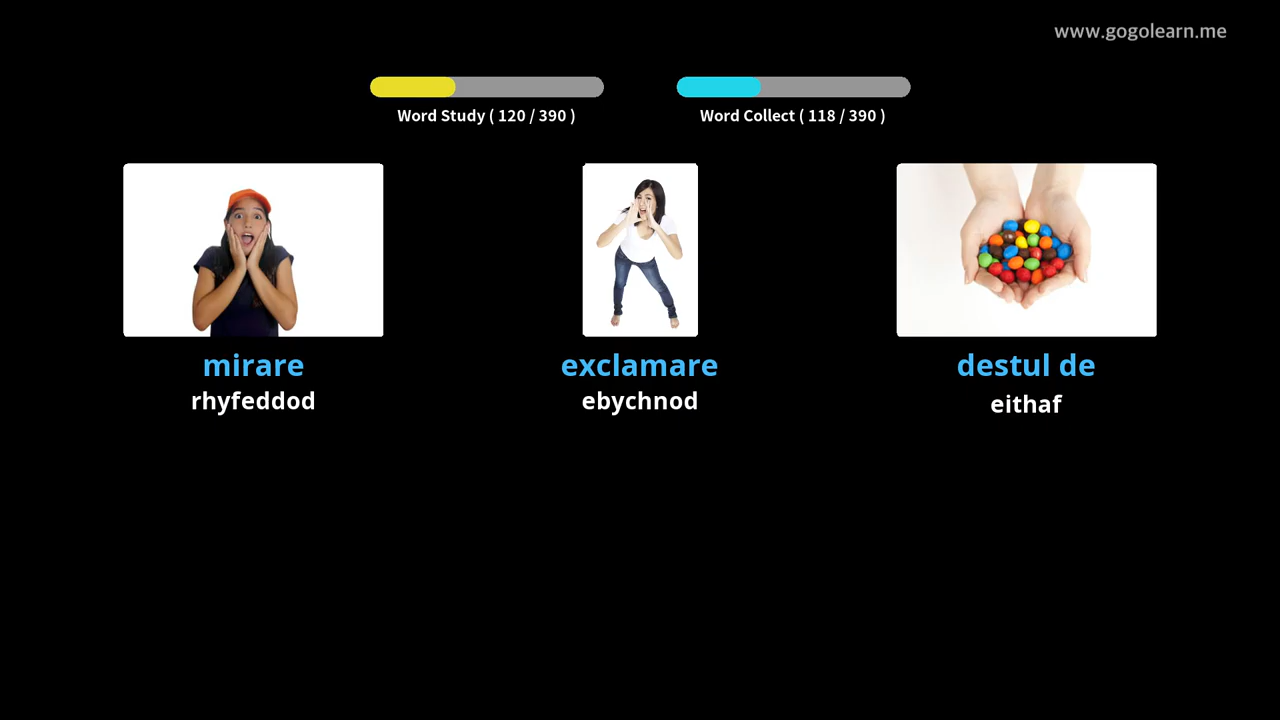 www.gogolearn.me
Word Study ( 120 / 390 )
Word Collect ( 118 / 390 )
mirare
rhyfeddod
exclamare
ebychnod
destul de
eithaf